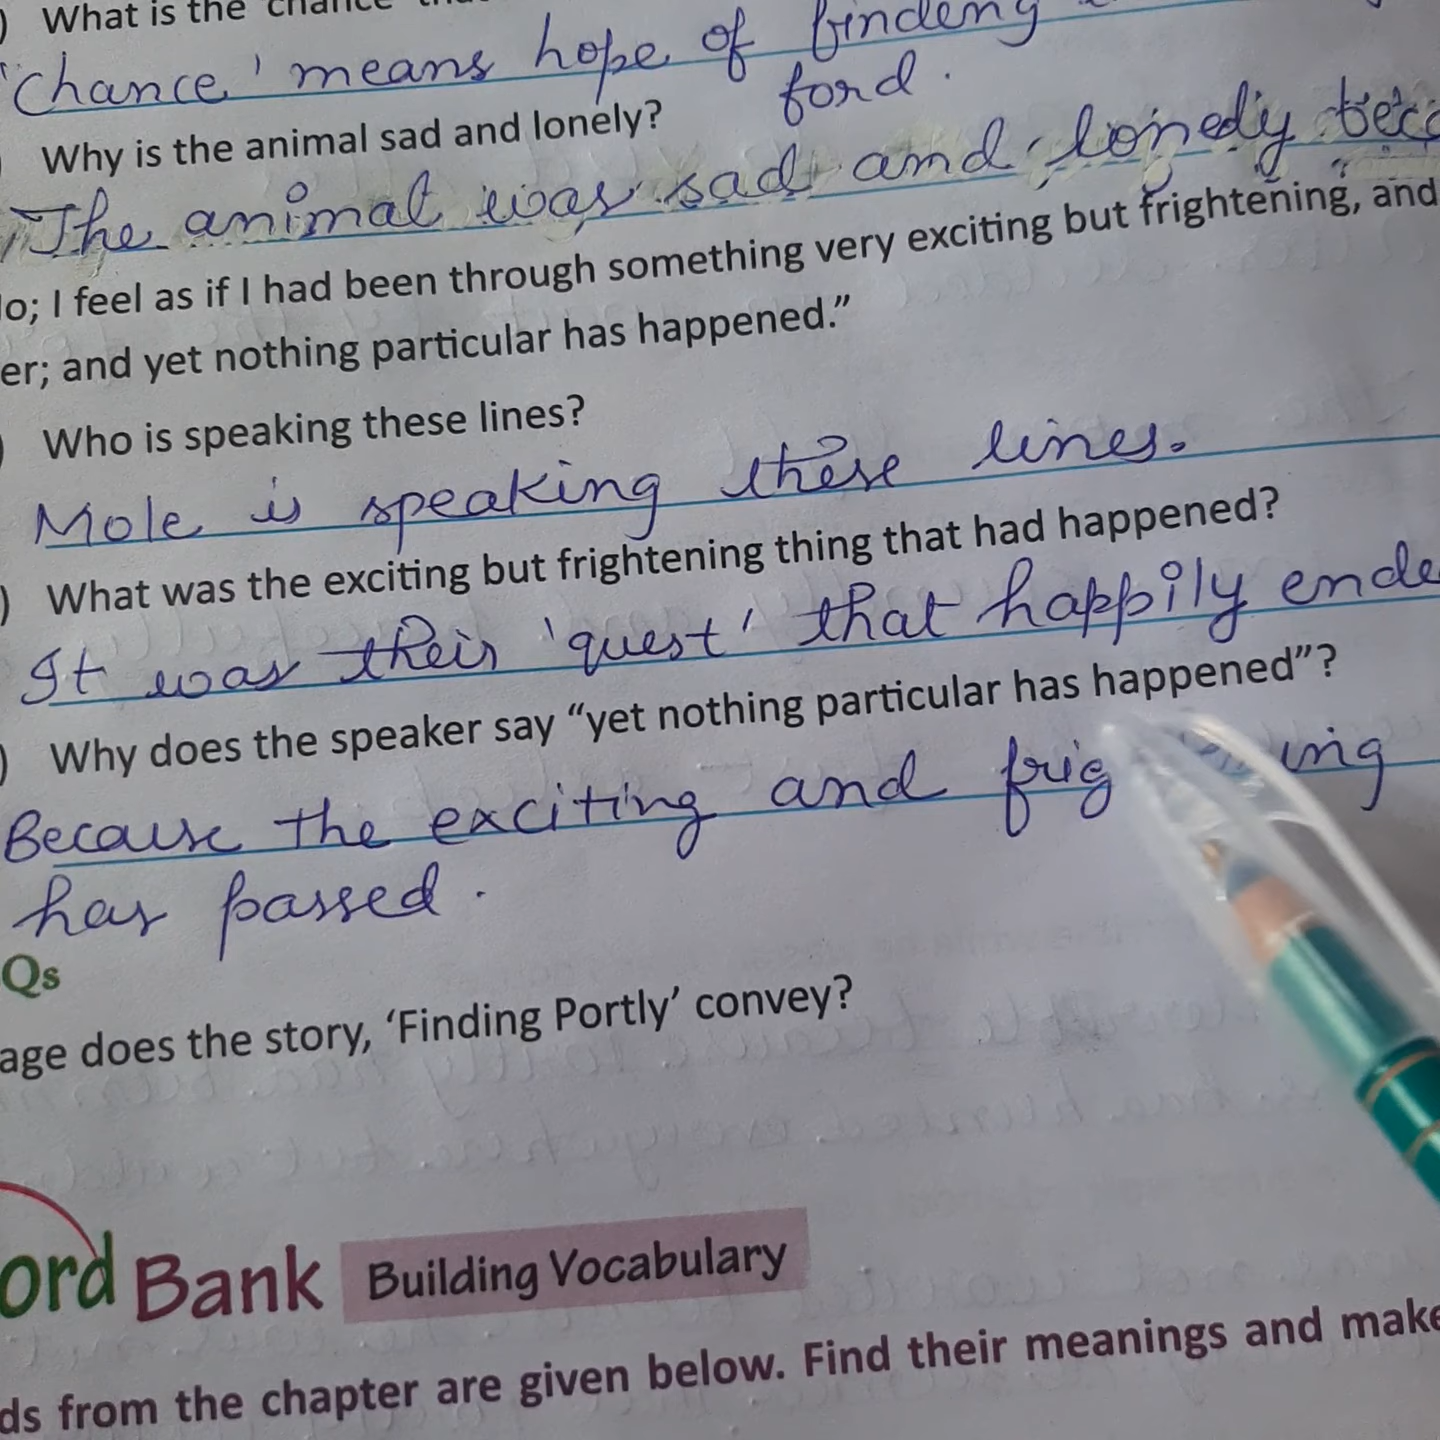 What is the 'chance'
'Chance' means hope of findeny
ford.
Why is the animal sad and lonely?
The animal was sad and lonely
lo; I feel as if I had been through something very exciting but frightening, and
er; and yet nothing particular has happened."
Who is speaking these lines?
Mole is speaking these lines.
) What was the exciting but frightening thing that had happened?
It was their 'quest' that happily ende
) Why does the speaker say "yet nothing particular has happened"?
Because the exciting and frig ing
has passed.
Qs
age does the story, 'Finding Portly' convey?
ord Bank Building Vocabulary
ds from the chapter are given below. Find their meanings and make